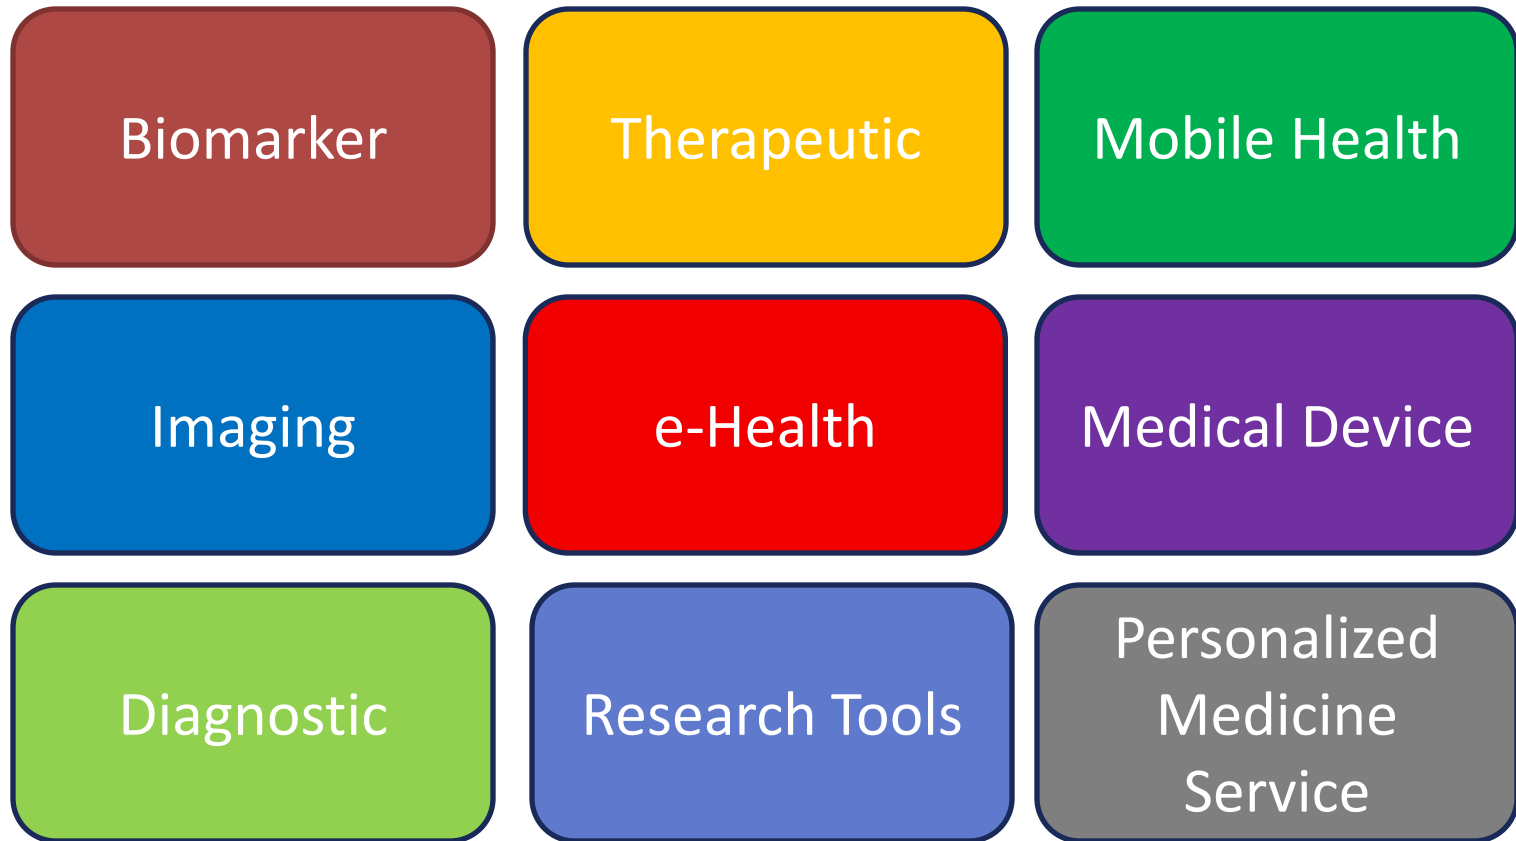 Biomarker
Therapeutic
Mobile Health
Imaging
e-Health
Medical Device
Diagnostic
Research Tools
Personalized
Medicine
Service